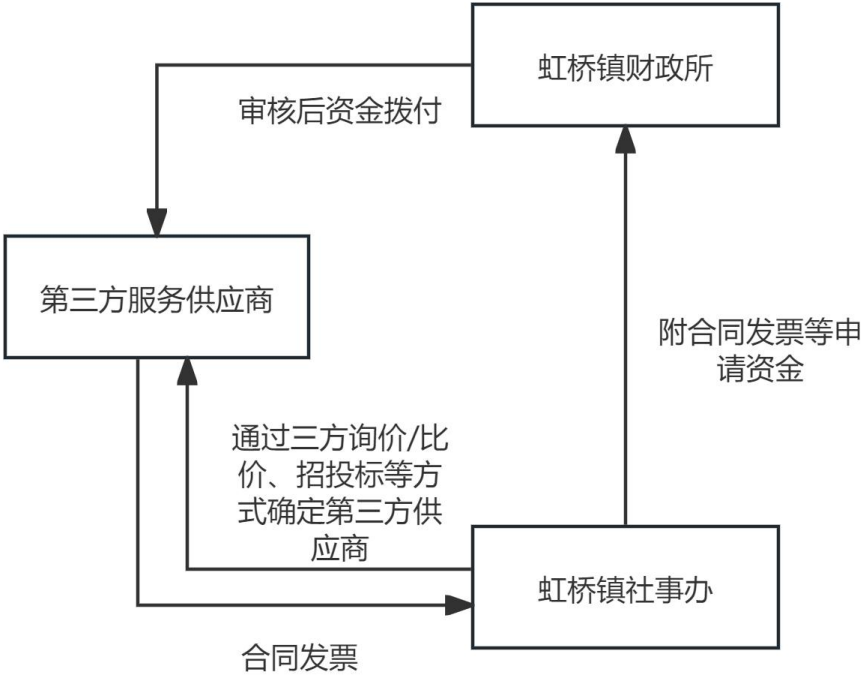 虹桥镇财政所
审核后资金拨付
第三方服务供应商
附合同发票等申
请资金
通过三方询价/比
价、招投标等方
式确定第三方供
应商
虹桥镇社事办
合同发票